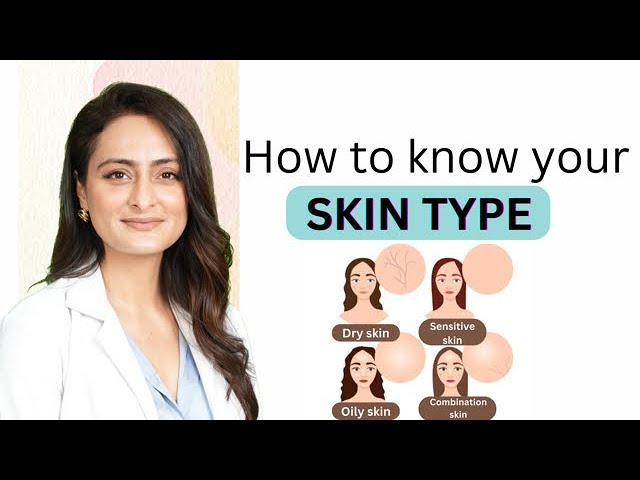 How to know your
SKIN TYPE
Dry skin
Sensitive
skin
Oily skin
Combination
skin